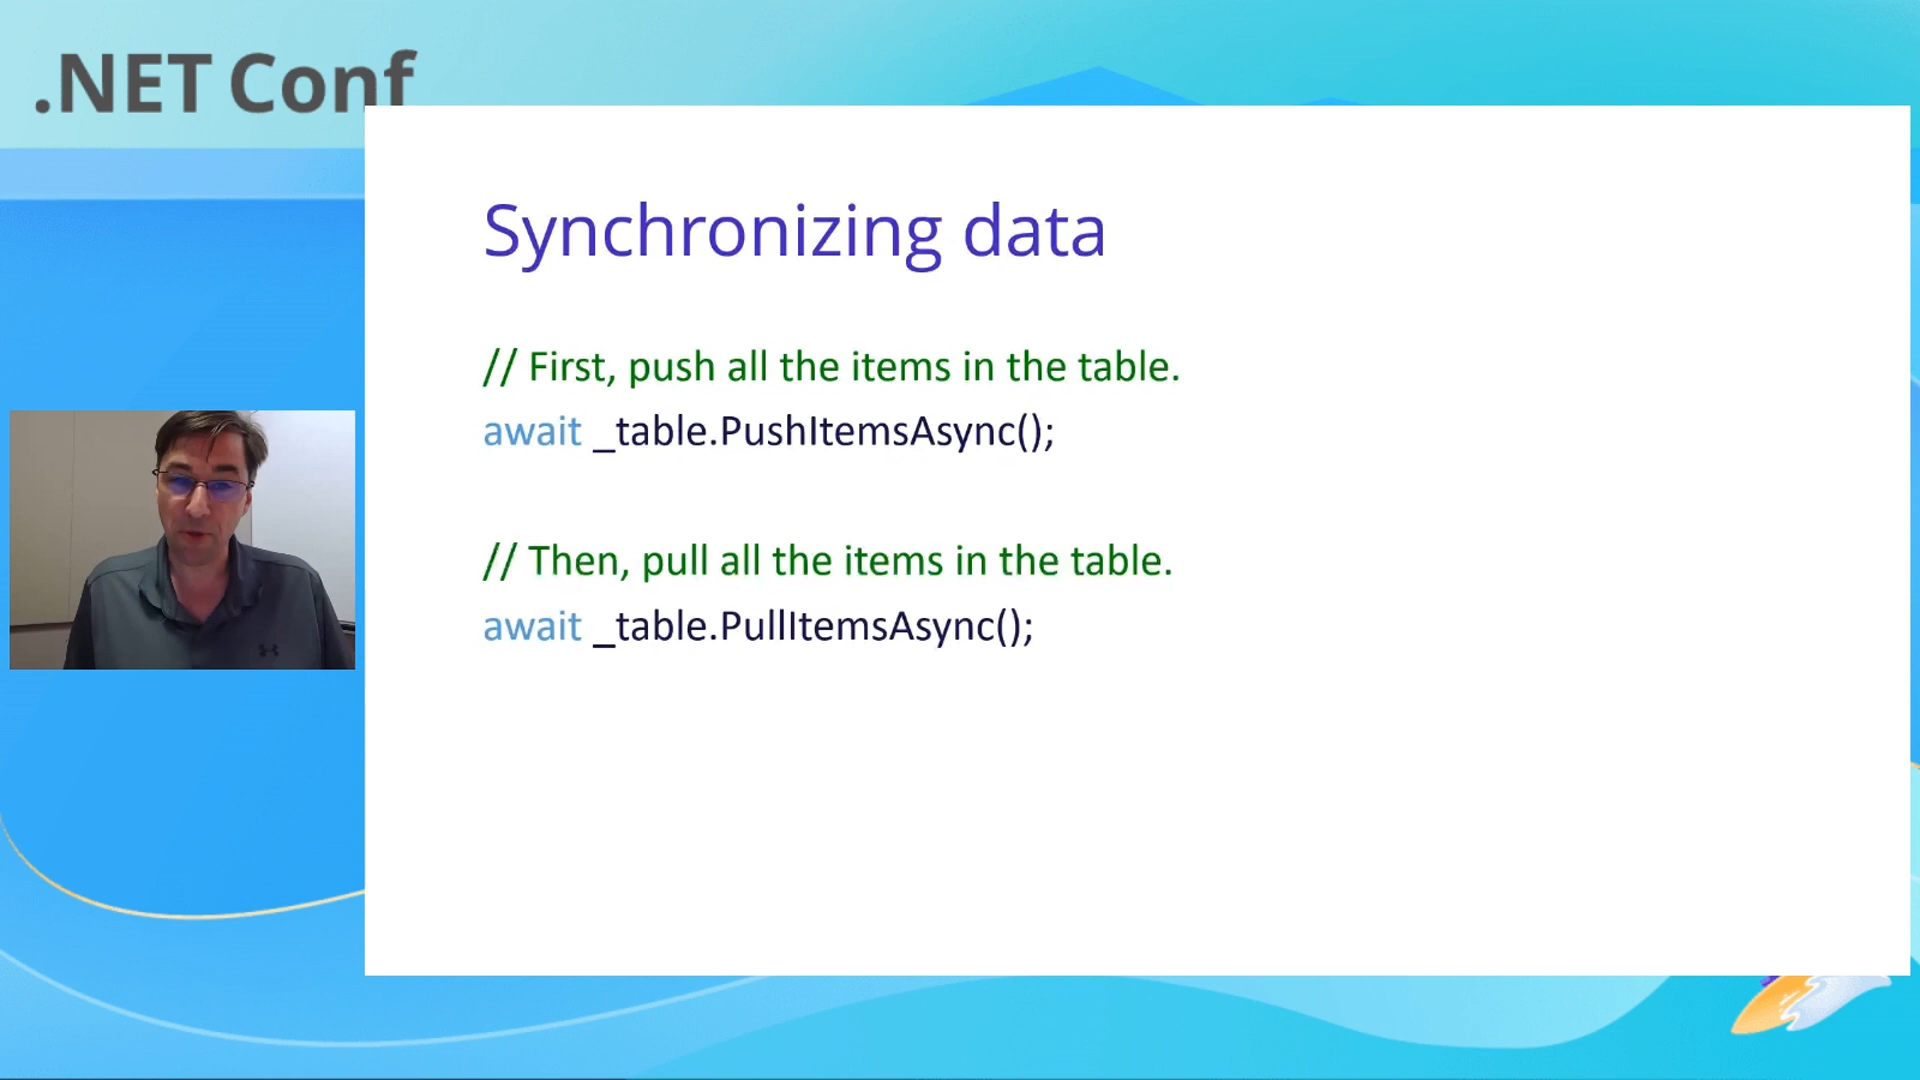 .NET Conf
Synchronizing data
// First, push all the items in the table.
await _table.PushItemsAsync();
// Then, pull all the items in the table.
await _table.PullItemsAsync();